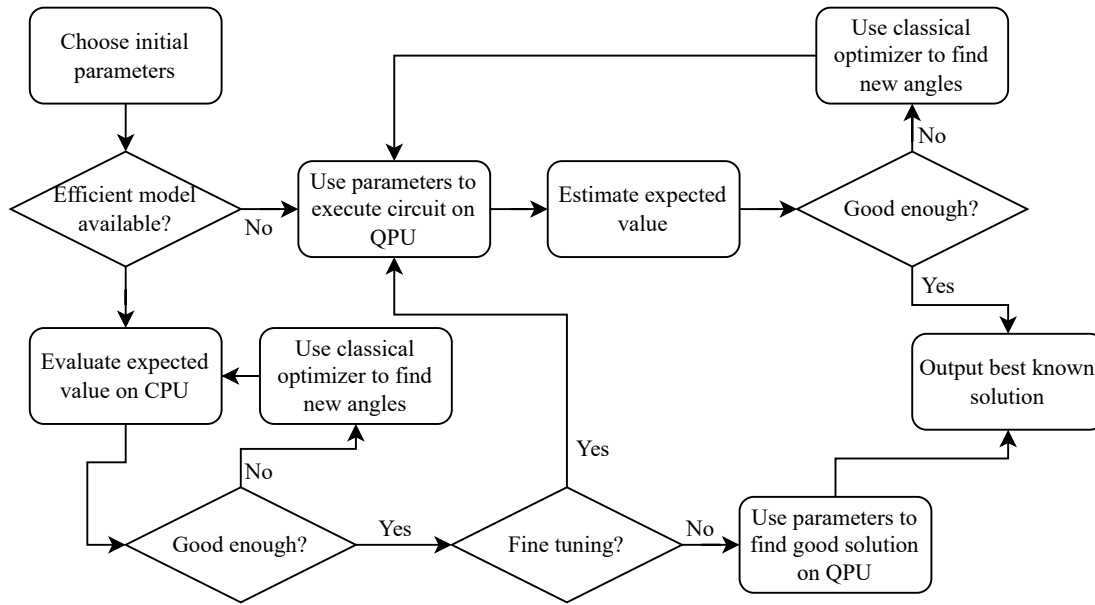 Choose initial
parameters
Use classical
optimizer to find
new angles
No
Efficient model
available?
No
Use parameters to
execute circuit on
QPU
Estimate expected
value
Good enough?
Yes
Evaluate expected
value on CPU
Use classical
optimizer to find
new angles
Output best known
solution
No
Yes
Good enough?
Yes
Fine tuning?
No
Use parameters to
find good solution
on QPU